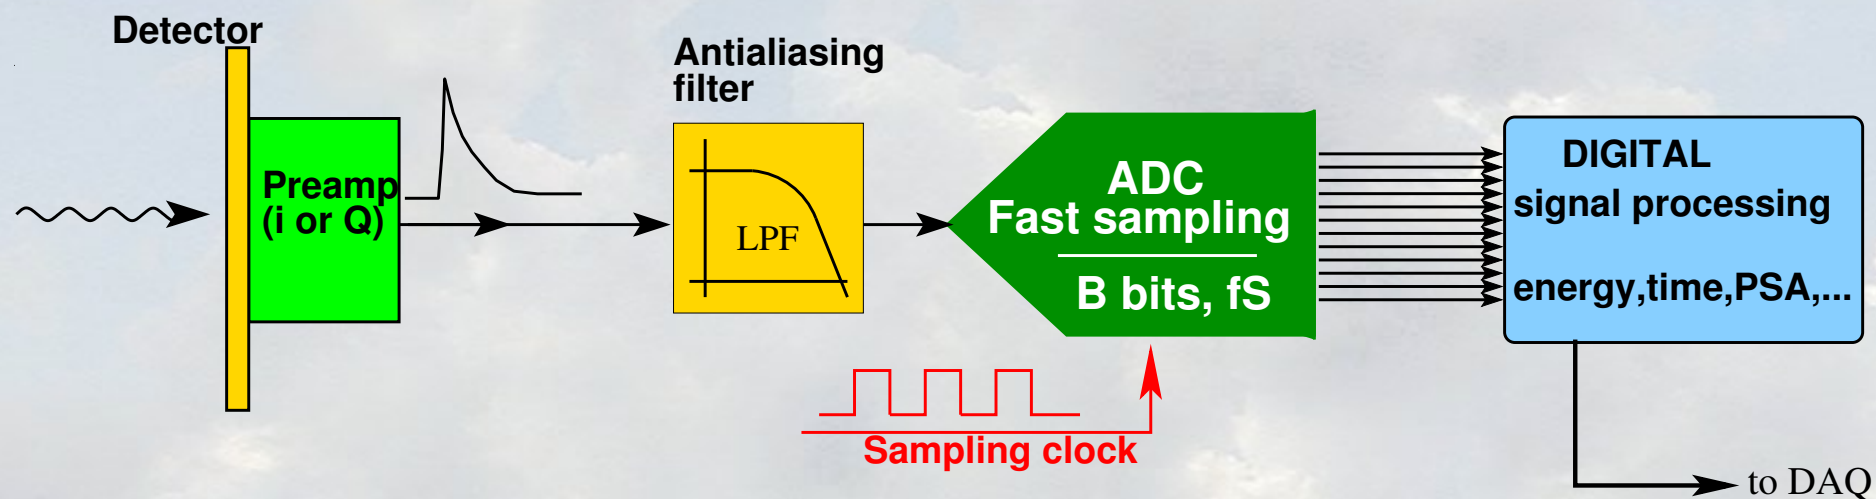 Detector
Preamp
(i or Q)
Antialiasing
filter
LPF
ADC
Fast sampling
B bits, fS
Sampling clock
DIGITAL
signal processing
energy,time,PSA,...
to DAQ